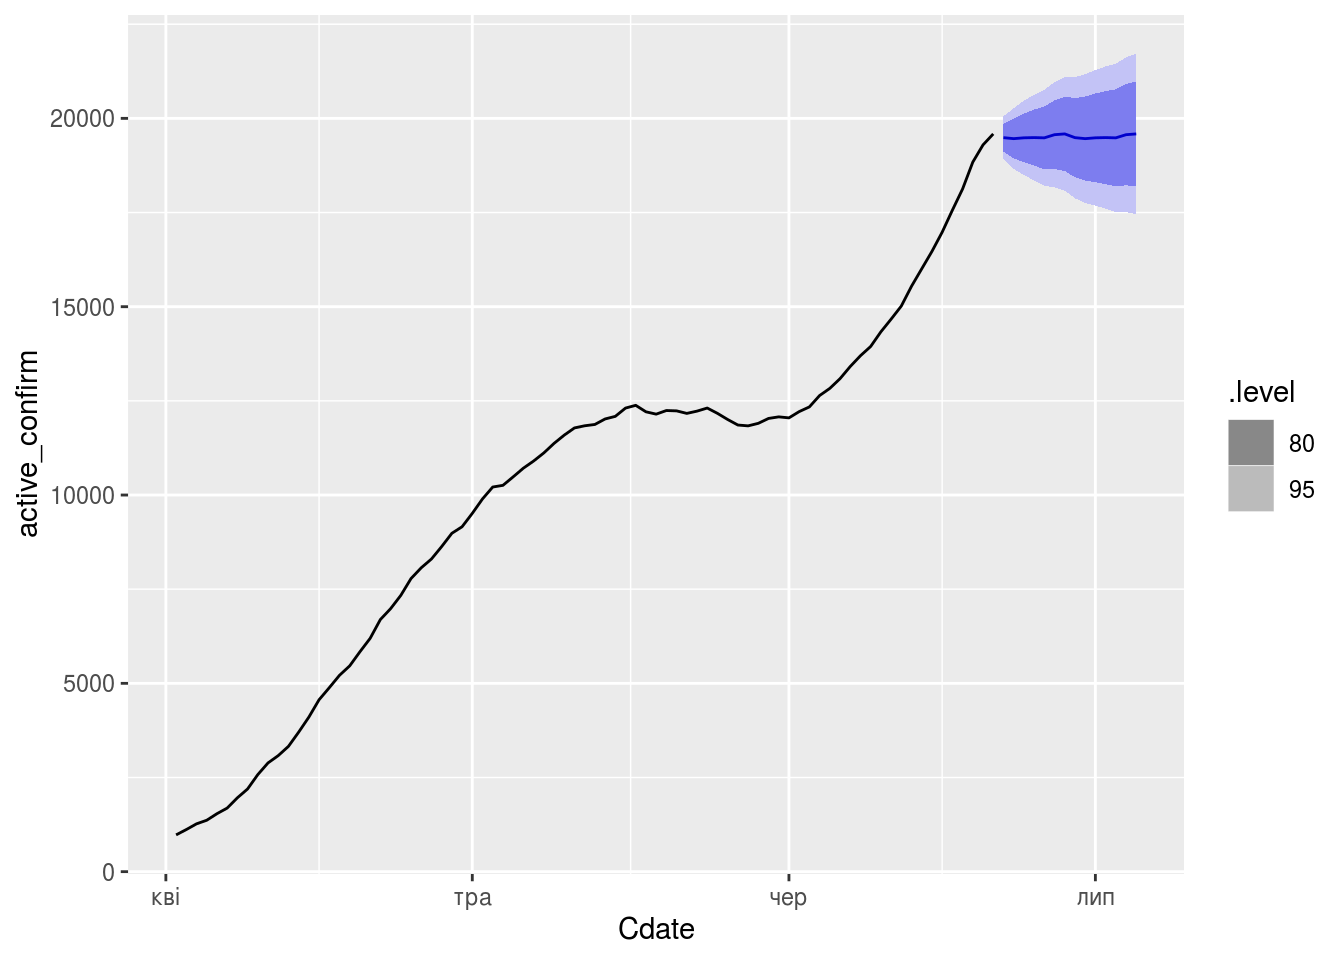 20000
15000
10000
5000
0
active_confirm
кві
тра
чер
лип
Cdate
.level
80
95